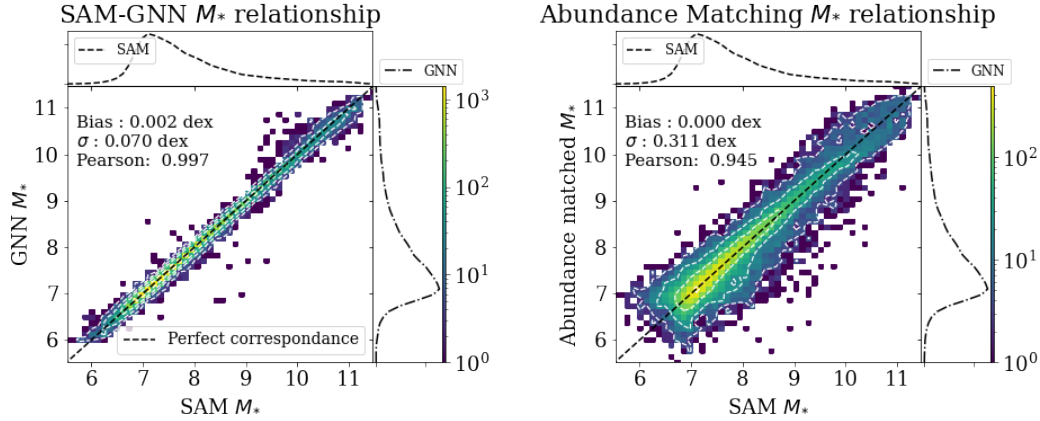 SAM-GNN M* relationship
SAM
GNN
Bias : 0.002 dex
σ : 0.070 dex
Pearson:  0.997
Perfect correspondance
GNN M*
11
10
9
8
7
6
6 7 8 9 10 11
SAM M*
10³
10²
10¹
10⁰
Abundance Matching M* relationship
SAM
GNN
Bias : 0.000 dex
σ : 0.311 dex
Pearson:  0.945
Abundance matched M*
11
10
9
8
7
6
6 7 8 9 10 11
SAM M*
10²
10¹
10⁰